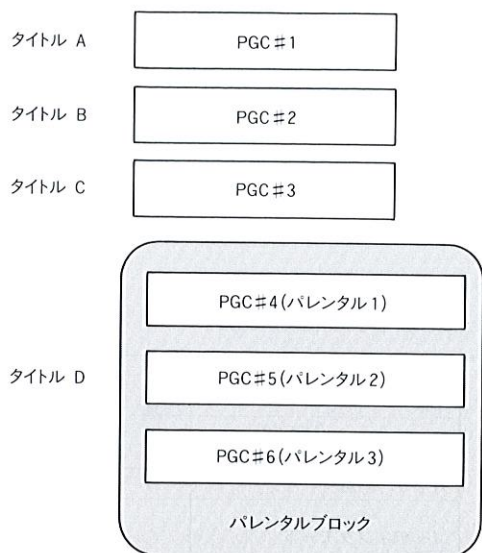 タイトル A
PGC♯1
タイトル B
PGC♯2
タイトル C
PGC♯3
PGC♯4(パレンタル1)
タイトル D
PGC♯5(パレンタル2)
PGC♯6(パレンタル3)
パレンタルブロック